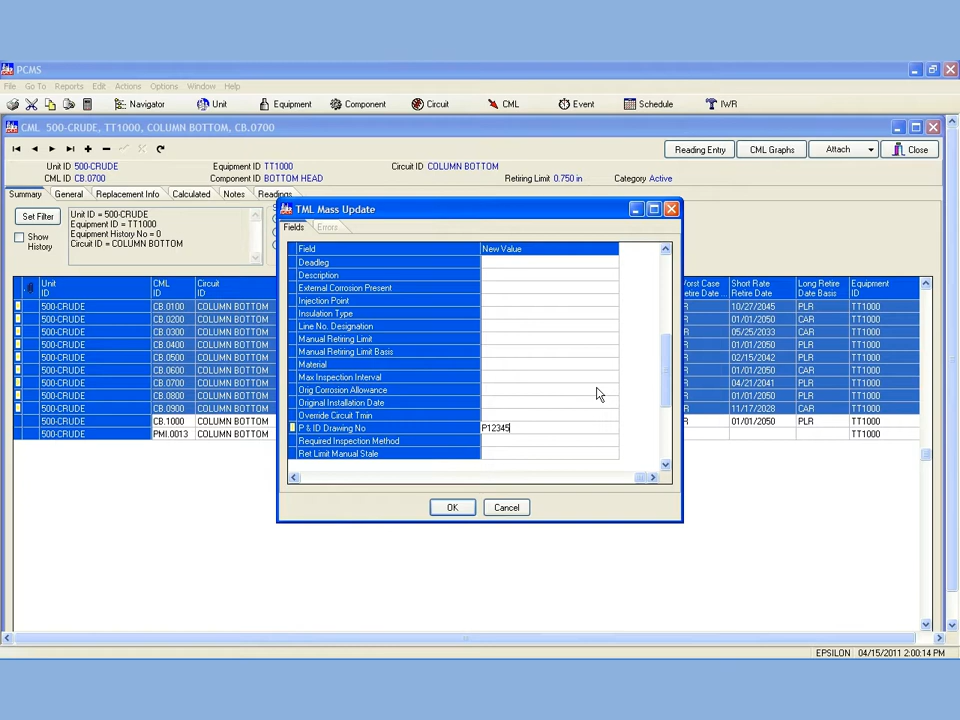 PCMS
File Go To Reports Edit Actions Options Window Help
Navigator Unit Equipment Component Circuit CML Event Schedule IWR
CML 500-CRUDE, TT1000, COLUMN BOTTOM, CB.0700
Reading Entry CML Graphs Attach Close
Unit ID 500-CRUDE Equipment ID TT1000 Circuit ID COLUMN BOTTOM
CML ID CB.0700 Component ID BOTTOM HEAD Retiring Limit 0.750 in Category Active
Summary General Replacement Info Calculated Notes Readings
Set Filter
Show History
Unit ID = 500-CRUDE
Equipment ID = TT1000
Equipment History No = 0
Circuit ID = COLUMN BOTTOM
TML Mass Update
Fields Errors
Field New Value
Deadleg
Description
External Corrosion Present
Injection Point
Insulation Type
Line No. Designation
Manual Retiring Limit
Manual Retiring Limit Basis
Material
Max Inspection Interval
Orig Corrosion Allowance
Original Installation Date
Override Circuit Tmin
P & ID Drawing No P12345
Required Inspection Method
Ret Limit Manual Stale
OK Cancel
Unit ID CML ID Circuit ID Retire Date ... Short Rate Retire Date Long Retire Date Basis Equipment ID
500-CRUDE CB.0100 COLUMN BOTTOM R 10/27/2045 PLR TT1000
500-CRUDE CB.0200 COLUMN BOTTOM 01/01/2050 CAR TT1000
500-CRUDE CB.0300 COLUMN BOTTOM R 05/25/2033 CAR TT1000
500-CRUDE CB.0400 COLUMN BOTTOM R 01/01/2050 PLR TT1000
500-CRUDE CB.0500 COLUMN BOTTOM R 02/15/2042 PLR TT1000
500-CRUDE CB.0600 COLUMN BOTTOM R 01/01/2050 CAR TT1000
500-CRUDE CB.0700 COLUMN BOTTOM R 04/21/2041 PLR TT1000
500-CRUDE CB.0800 COLUMN BOTTOM R 01/01/2050 PLR TT1000
500-CRUDE CB.0900 COLUMN BOTTOM R 11/17/2028 CAR TT1000
500-CRUDE CB.1000 COLUMN BOTTOM R 01/01/2050 PLR TT1000
500-CRUDE PMI.0013 COLUMN BOTTOM TT1000
EPSILON 04/15/2011 2:00:14 PM